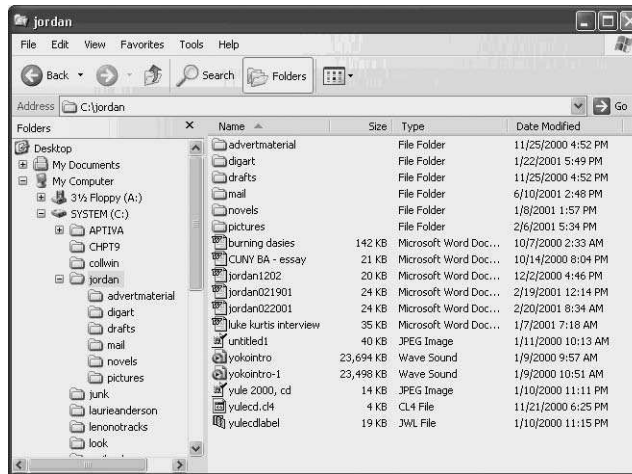 jordan
File Edit View Favorites Tools Help
Back Search Folders
Address C:\jordan Go
Folders
Desktop
My Documents
My Computer
3½ Floppy (A:)
SYSTEM (C:)
APTIVA
CHPT9
collwin
jordan
advertmaterial
digart
drafts
mail
novels
pictures
junk
laurieanderson
lenonotracks
look
Name Size Type Date Modified
advertmaterial File Folder 11/25/2000 4:52 PM
digart File Folder 1/22/2001 5:49 PM
drafts File Folder 11/25/2000 4:52 PM
mail File Folder 6/10/2001 2:48 PM
novels File Folder 1/8/2001 1:57 PM
pictures File Folder 2/6/2001 5:34 PM
burning dasies 142 KB Microsoft Word Doc... 10/7/2000 2:33 AM
CUNY BA - essay 21 KB Microsoft Word Doc... 10/14/2000 8:04 PM
jordan1202 20 KB Microsoft Word Doc... 12/2/2000 4:46 PM
jordan021901 24 KB Microsoft Word Doc... 2/19/2001 12:14 PM
jordan022001 24 KB Microsoft Word Doc... 2/20/2001 8:34 AM
luke kurtis interview 35 KB Microsoft Word Doc... 1/7/2001 7:18 AM
untitled1 40 KB JPEG Image 1/11/2000 10:13 AM
yokointro 23,694 KB Wave Sound 1/9/2000 9:57 AM
yokointro-1 23,498 KB Wave Sound 1/9/2000 10:51 AM
yule 2000, cd 14 KB JPEG Image 1/10/2000 11:11 PM
yulecd.cl4 4 KB CL4 File 11/21/2000 6:25 PM
yulecdlabel 19 KB JWL File 1/10/2000 11:15 PM